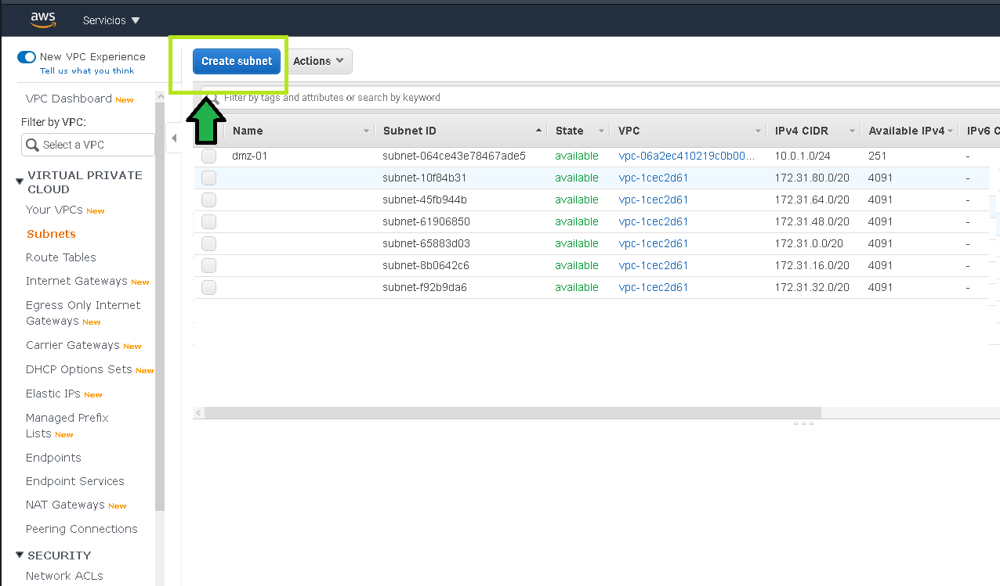 aws Servicios
New VPC Experience
Tell us what you think
VPC Dashboard New
Filter by VPC:
Select a VPC
VIRTUAL PRIVATE
CLOUD
Your VPCs New
Subnets
Route Tables
Internet Gateways New
Egress Only Internet
Gateways New
Carrier Gateways New
DHCP Options Sets New
Elastic IPs New
Managed Prefix
Lists New
Endpoints
Endpoint Services
NAT Gateways New
Peering Connections
SECURITY
Network ACLs
Create subnet Actions
Filter by tags and attributes or search by keyword
Name Subnet ID State VPC IPv4 CIDR Available IPv4 IPv6 C
dmz-01 subnet-064ce43e78467ade5 available vpc-06a2ec410219c0b00... 10.0.1.0/24 251 -
subnet-10f84b31 available vpc-1cec2d61 172.31.80.0/20 4091 -
subnet-45fb944b available vpc-1cec2d61 172.31.64.0/20 4091 -
subnet-61906850 available vpc-1cec2d61 172.31.48.0/20 4091 -
subnet-65883d03 available vpc-1cec2d61 172.31.0.0/20 4091 -
subnet-8b0642c6 available vpc-1cec2d61 172.31.16.0/20 4091 -
subnet-f92b9da6 available vpc-1cec2d61 172.31.32.0/20 4091 -